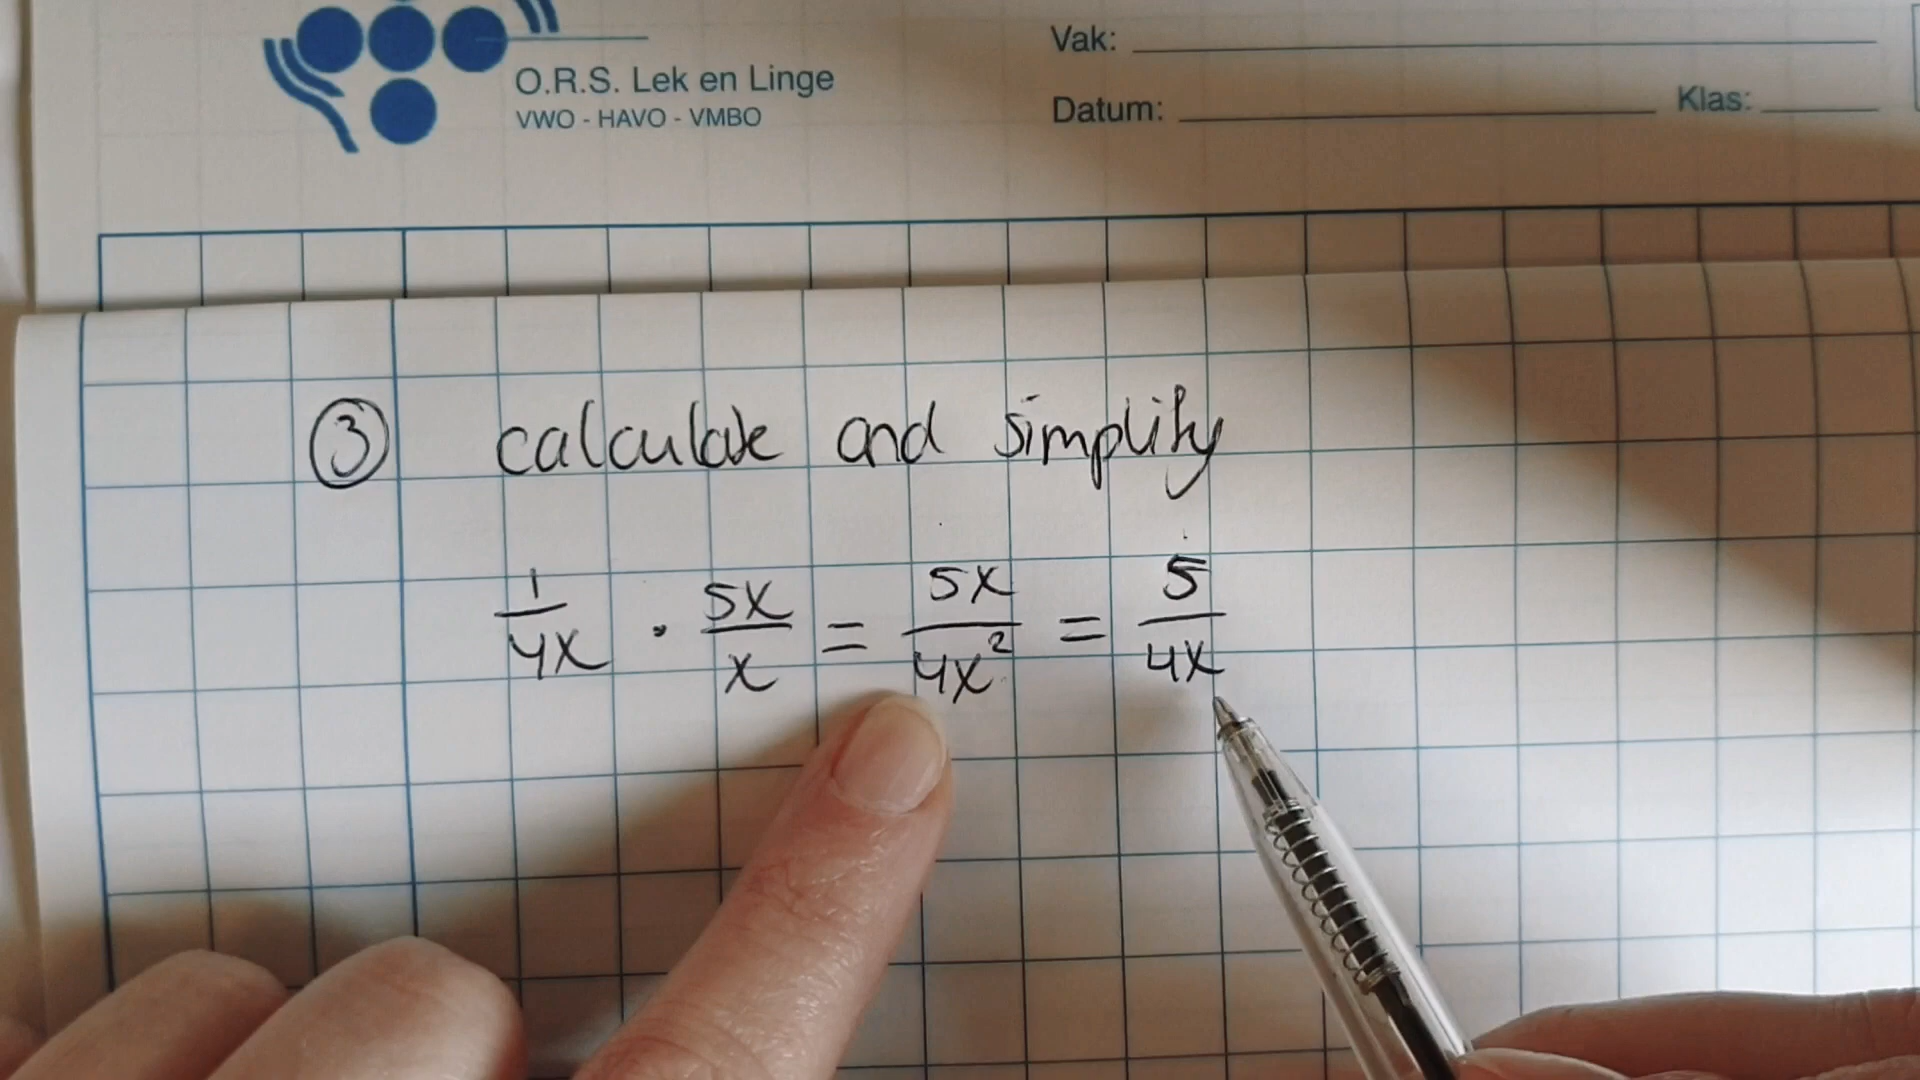 O.R.S. Lek en Linge
VWO - HAVO - VMBO
Vak:
Datum:
Klas:
③ calculate and simplify
1/4x · 5x/x = 5x/4x² = 5/4x